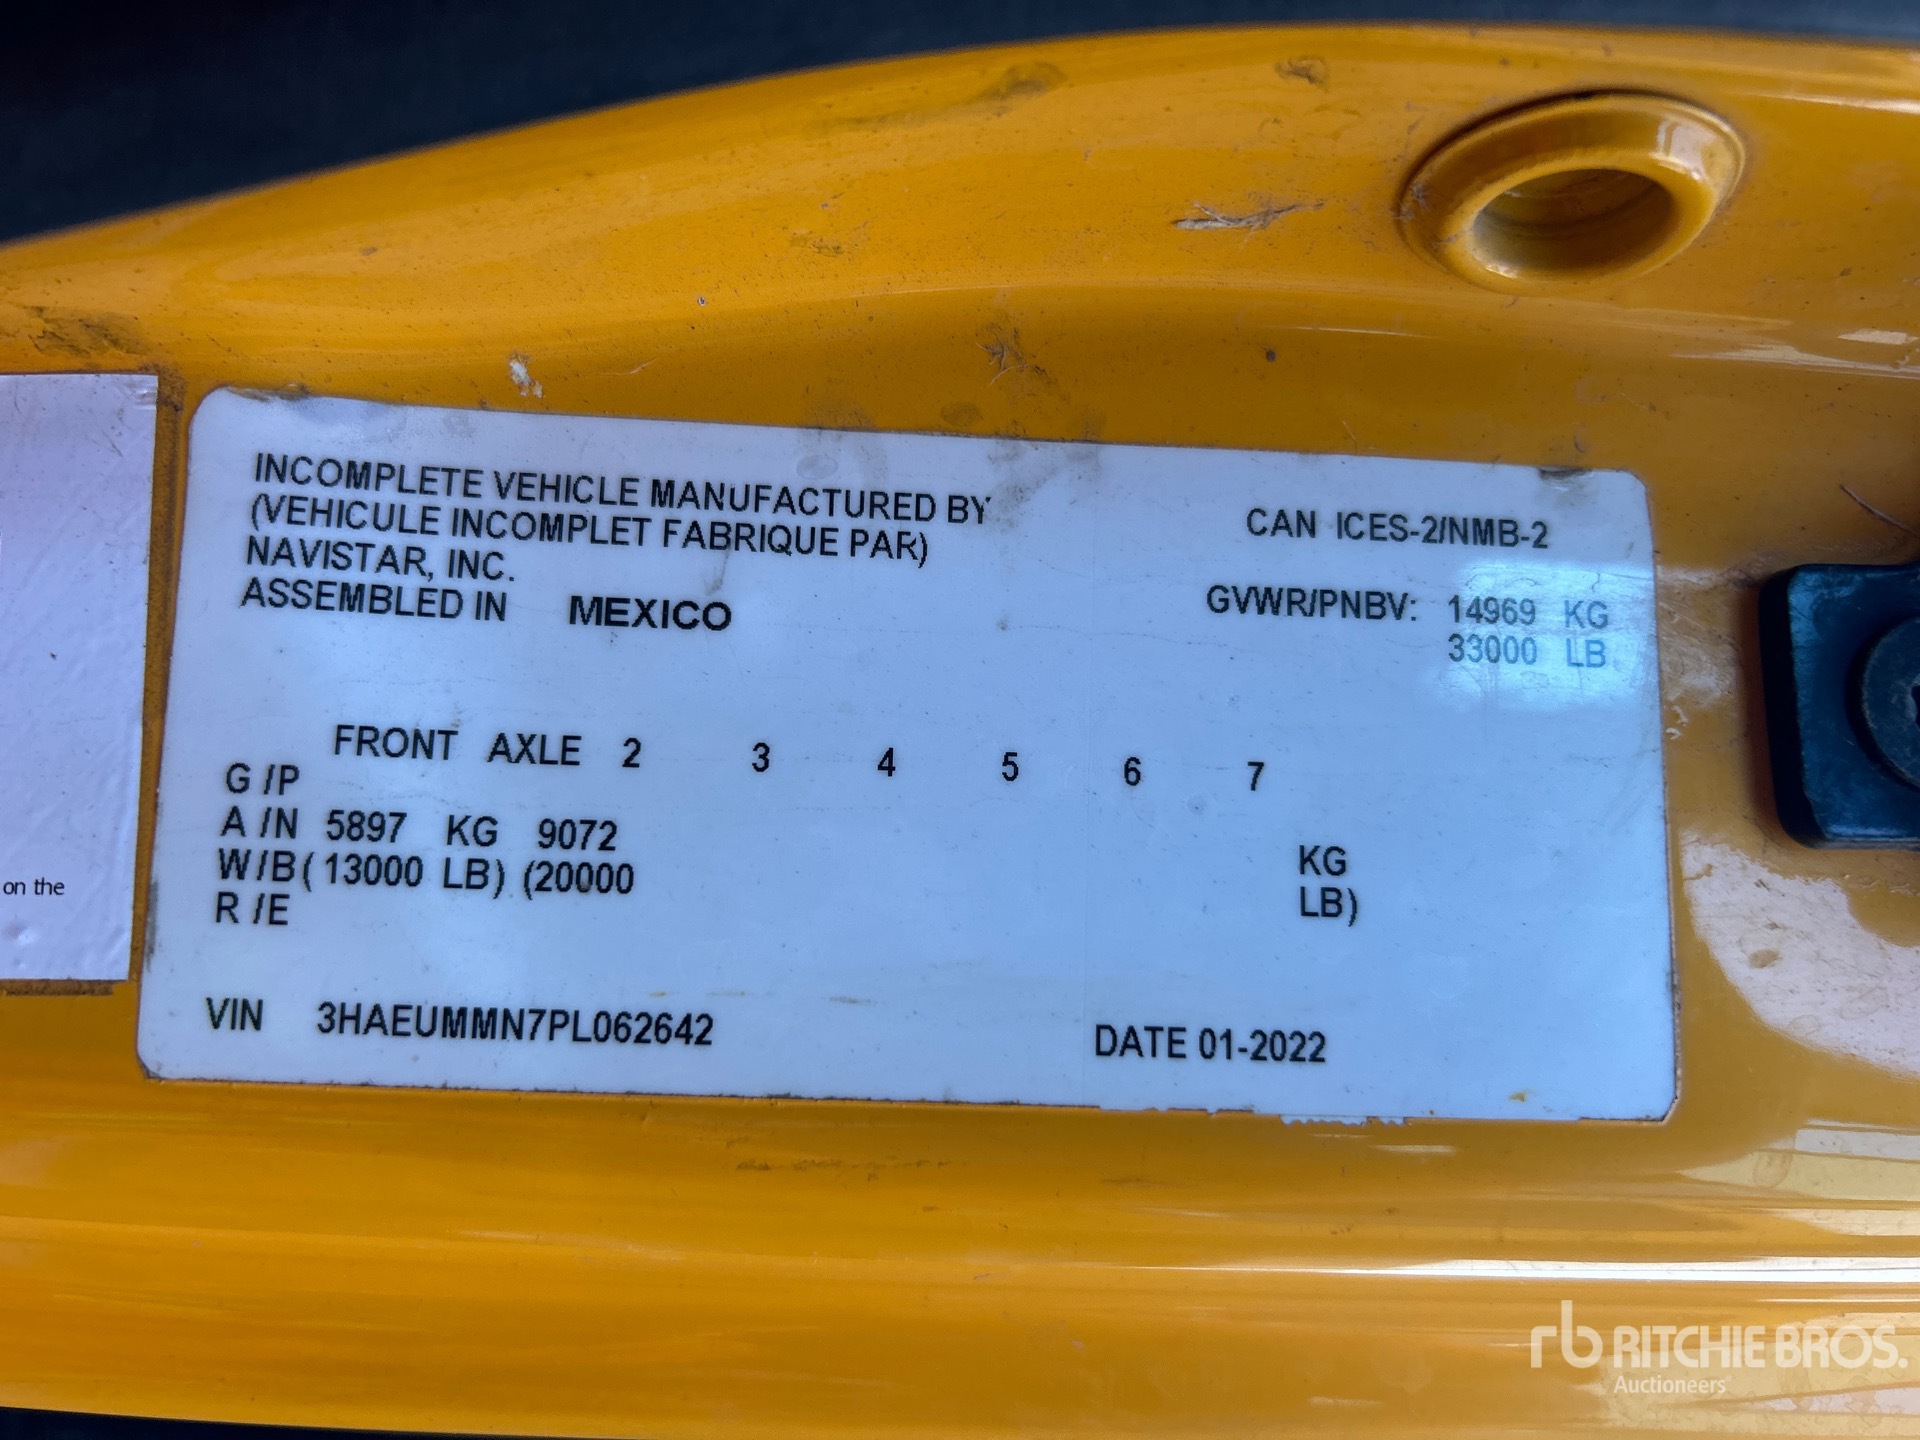 INCOMPLETE VEHICLE MANUFACTURED BY
(VEHICULE INCOMPLET FABRIQUE PAR)
NAVISTAR, INC.
ASSEMBLED IN MEXICO
CAN ICES-2/NMB-2
GVWR/PNBV: 14969 KG
33000 LB
FRONT AXLE 2 3 4 5 6 7
G /P
A /N 5897 KG 9072 KG
W/B ( 13000 LB) (20000 LB)
R /E
VIN 3HAEUMMN7PL062642
DATE 01-2022
on the
rb RITCHIE BROS.
Auctioneers